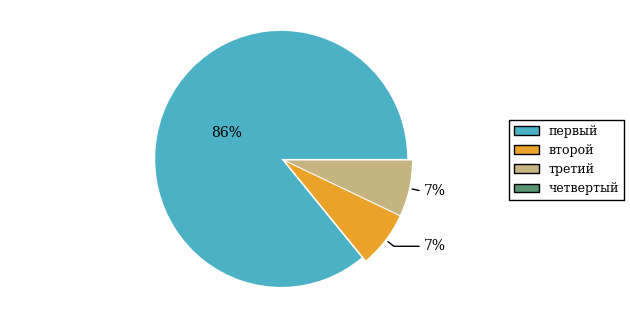 86%
7%
7%
первый
второй
третий
четвертый